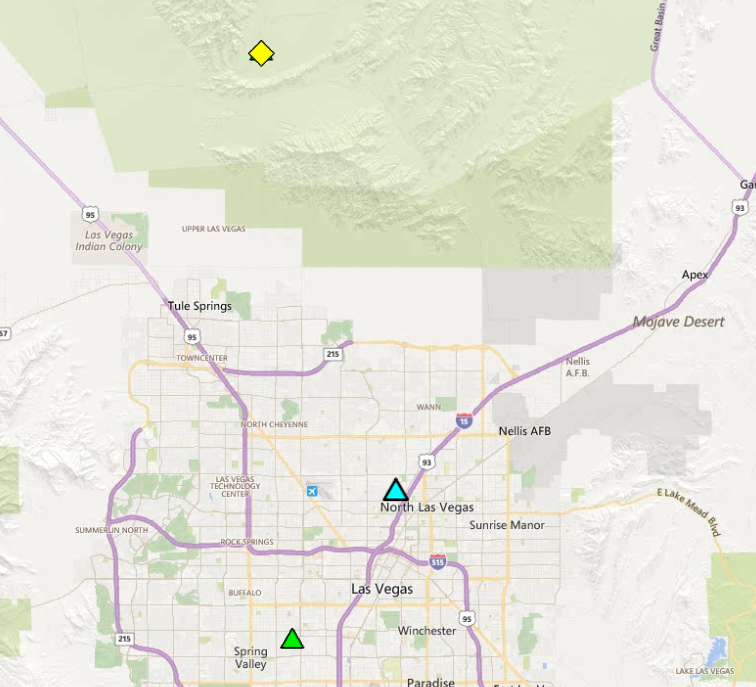 Great Basin
Ga
93
95
Las Vegas
Indian Colony
UPPER LAS VEGAS
Apex
Tule Springs
Mojave Desert
57
95
215
TOWNCENTER
Nellis
A.F.B.
WANN
15
NORTH CHEYENNE
Nellis AFB
93
LAS VEGAS
TECHNOLOGY
CENTER
North Las Vegas
E Lake Mead Blvd
SUMMERLIN NORTH
Sunrise Manor
ROCK SPRINGS
515
BUFFALO
Las Vegas
95
215
Winchester
Spring
Valley
LAKE LAS VEGAS
Paradise